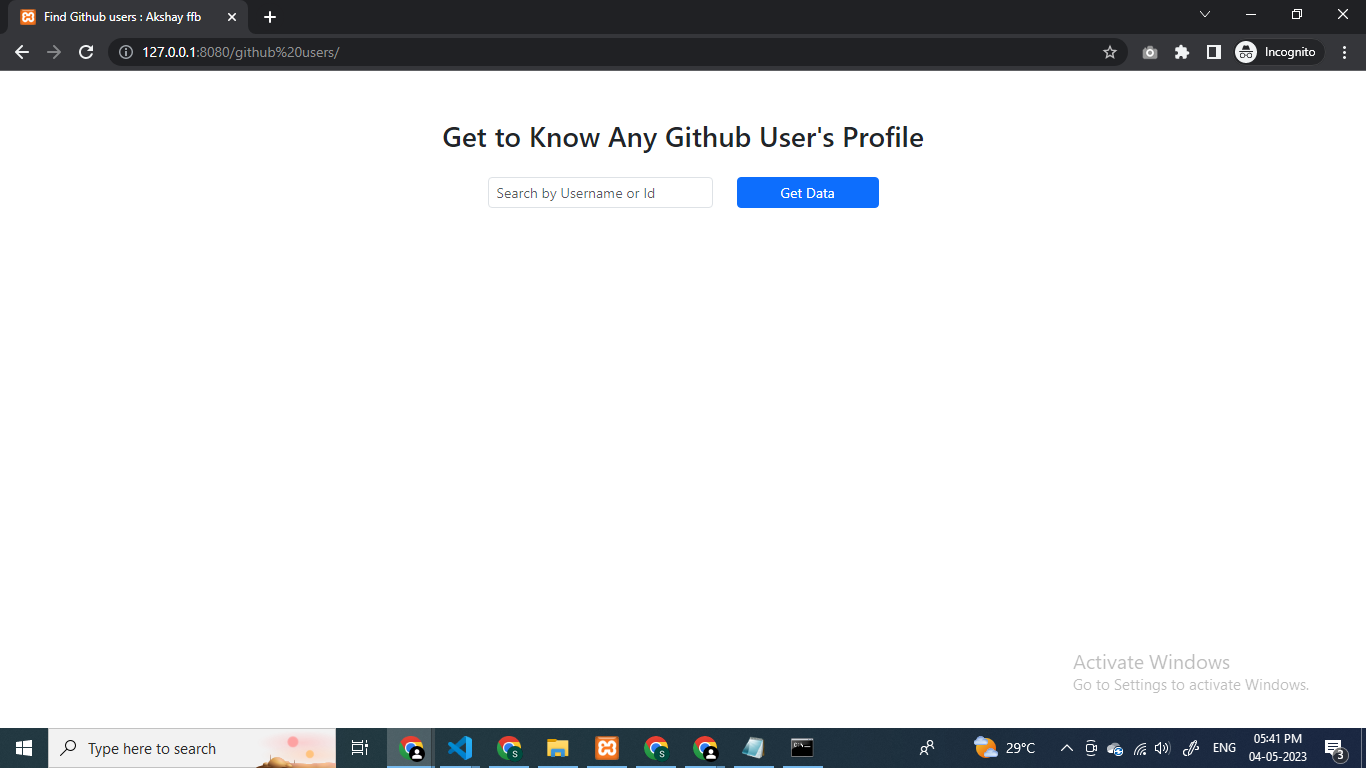 Find Github users : Akshay ffb
127.0.0.1:8080/github%20users/
Incognito
Get to Know Any Github User's Profile
Search by Username or Id
Get Data
Activate Windows
Go to Settings to activate Windows.
Type here to search
S
S
29°C
ENG
05:41 PM
04-05-2023
3